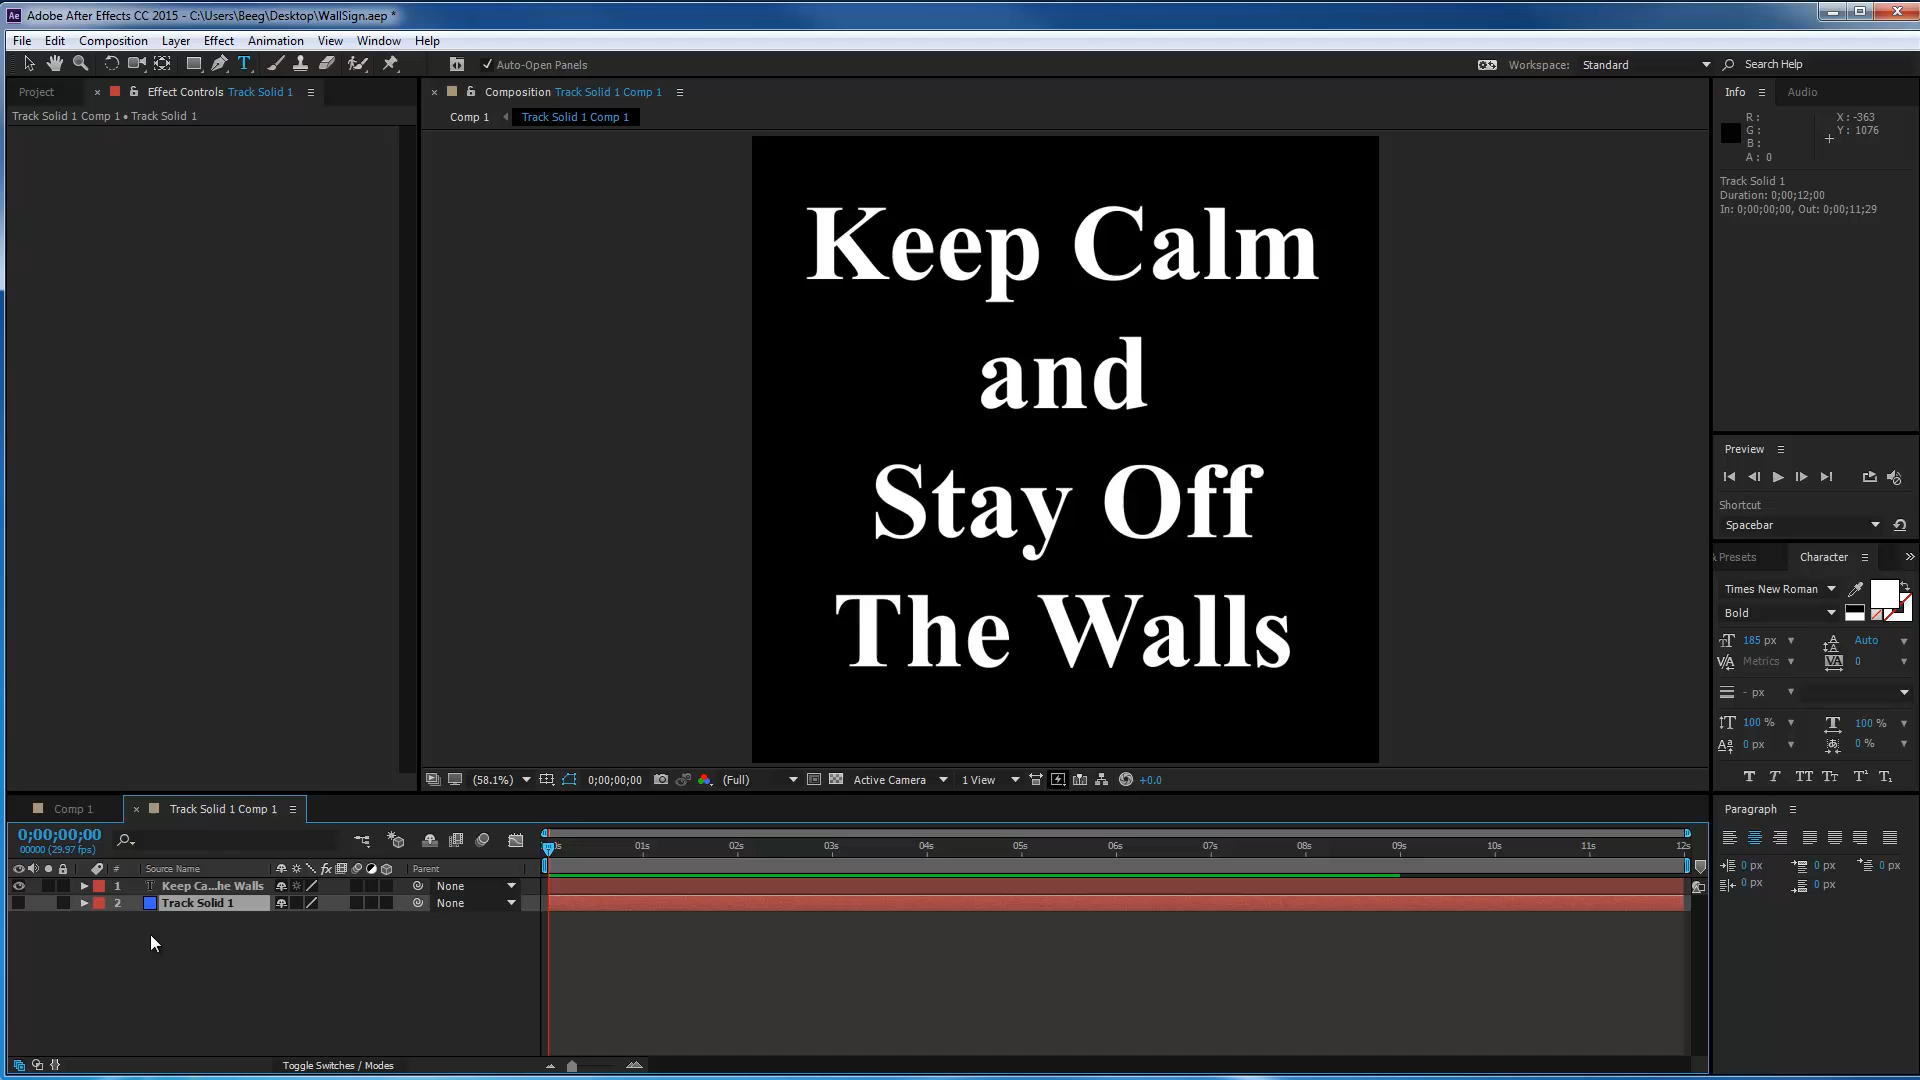 Adobe After Effects CC 2015 - C:\Users\Beeg\Desktop\WallSign.aep *
File Edit Composition Layer Effect Animation View Window Help
Auto-Open Panels Workspace: Standard Search Help
Project Effect Controls Track Solid 1 Composition Track Solid 1 Comp 1 Info Audio
Track Solid 1 Comp 1 • Track Solid 1 Comp 1 Track Solid 1 Comp 1
R :
G :
B :
A : 0
X : -363
Y : 1076
Track Solid 1
Duration: 0;00;12;00
In: 0;00;00;00, Out: 0;00;11;29
Keep Calm
and
Stay Off
The Walls
Preview
Shortcut
Spacebar
& Presets Character
Times New Roman
Bold
185 px Auto
Metrics 0
- px
100 % 100 %
0 px 0 %
(58.1%) 0;00;00;00 (Full) Active Camera 1 View +0.0
Comp 1 Track Solid 1 Comp 1
0;00;00;00
00000 (29.97 fps)
# Source Name fx Parent
1 Keep Ca...he Walls None
2 Track Solid 1 None
01s 02s 03s 04s 05s 06s 07s 08s 09s 10s 11s 12s
Paragraph
0 px 0 px 0 px
0 px 0 px
Toggle Switches / Modes